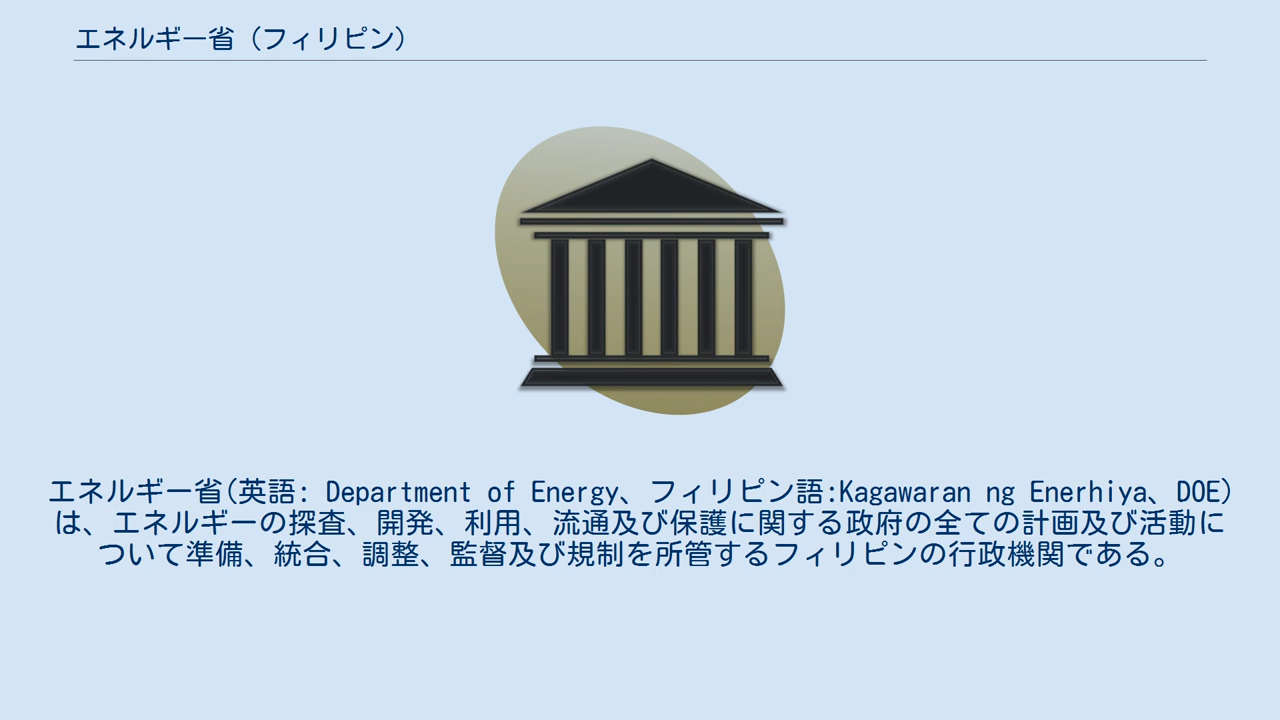 エネルギー省（フィリピン）
エネルギー省(英語: Department of Energy、フィリピン語:Kagawaran ng Enerhiya、DOE)
は、エネルギーの探査、開発、利用、流通及び保護に関する政府の全ての計画及び活動に
ついて準備、統合、調整、監督及び規制を所管するフィリピンの行政機関である。